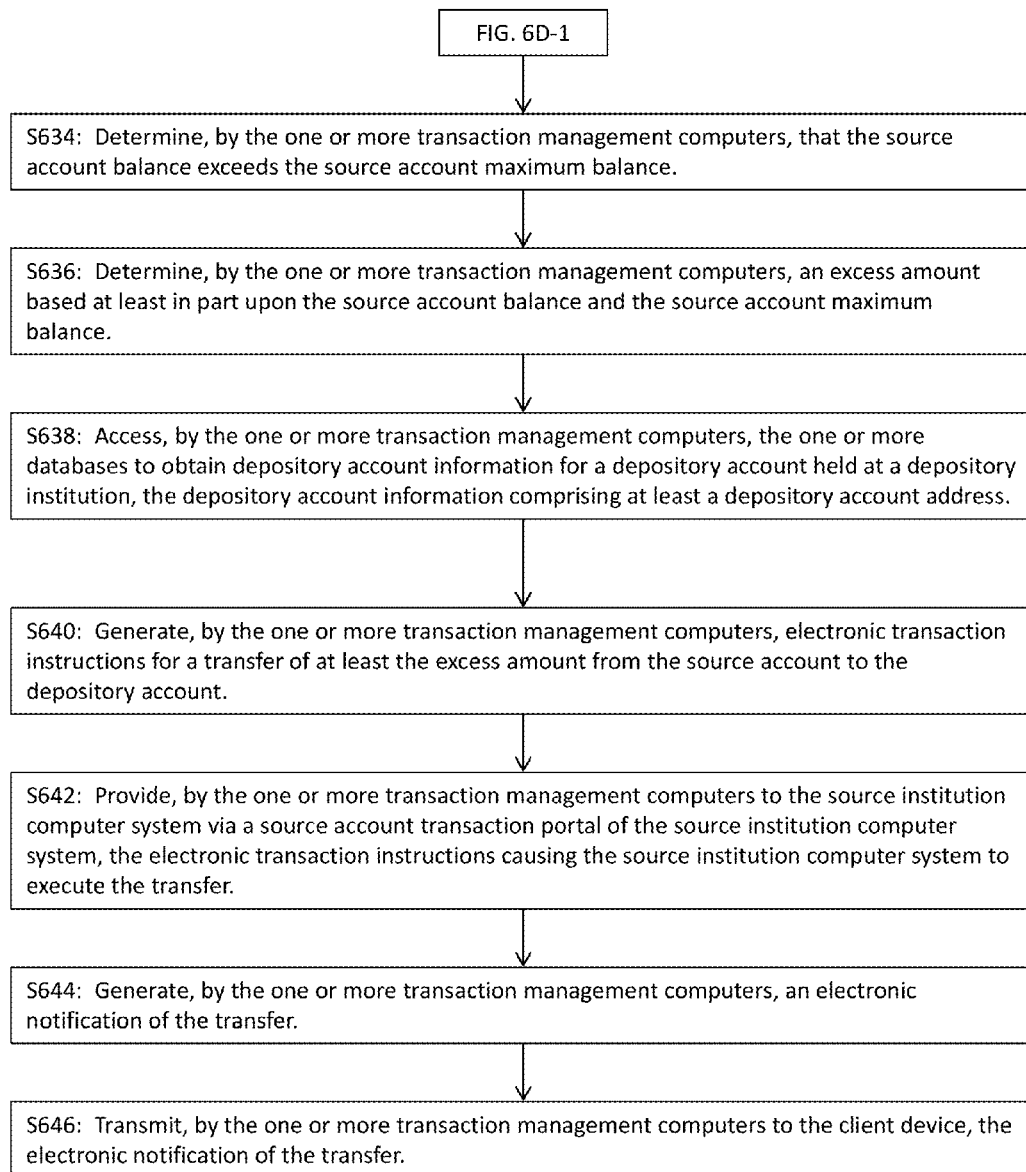 FIG. 6D-1
S634: Determine, by the one or more transaction management computers, that the source
account balance exceeds the source account maximum balance.
S636: Determine, by the one or more transaction management computers, an excess amount
based at least in part upon the source account balance and the source account maximum
balance.
S638: Access, by the one or more transaction management computers, the one or more
databases to obtain depository account information for a depository account held at a depository
institution, the depository account information comprising at least a depository account address.
S640: Generate, by the one or more transaction management computers, electronic transaction
instructions for a transfer of at least the excess amount from the source account to the
depository account.
S642: Provide, by the one or more transaction management computers to the source institution
computer system via a source account transaction portal of the source institution computer
system, the electronic transaction instructions causing the source institution computer system to
execute the transfer.
S644: Generate, by the one or more transaction management computers, an electronic
notification of the transfer.
S646: Transmit, by the one or more transaction management computers to the client device, the
electronic notification of the transfer.